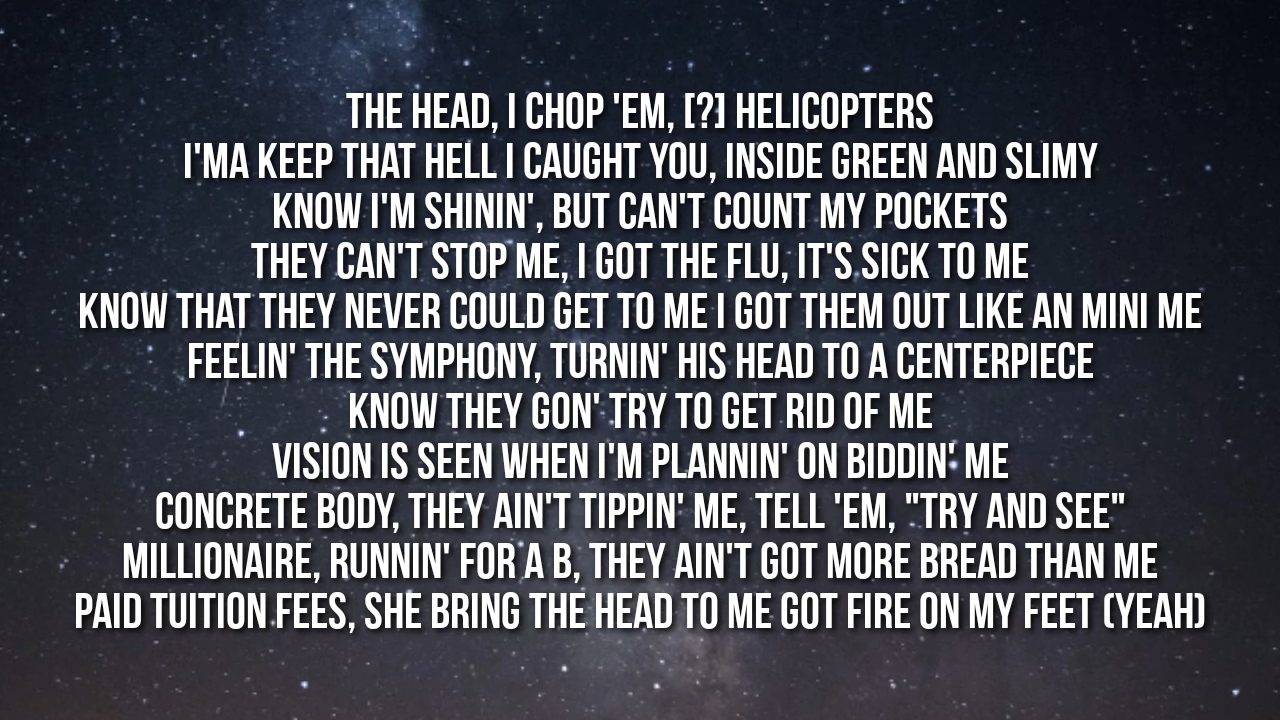 THE HEAD, I CHOP 'EM, [?] HELICOPTERS
I'MA KEEP THAT HELL I CAUGHT YOU, INSIDE GREEN AND SLIMY
KNOW I'M SHININ', BUT CAN'T COUNT MY POCKETS
THEY CAN'T STOP ME, I GOT THE FLU, IT'S SICK TO ME
KNOW THAT THEY NEVER COULD GET TO ME I GOT THEM OUT LIKE AN MINI ME
FEELIN' THE SYMPHONY, TURNIN' HIS HEAD TO A CENTERPIECE
KNOW THEY GON' TRY TO GET RID OF ME
VISION IS SEEN WHEN I'M PLANNIN' ON BIDDIN' ME
CONCRETE BODY, THEY AIN'T TIPPIN' ME, TELL 'EM, "TRY AND SEE"
MILLIONAIRE, RUNNIN' FOR A B, THEY AIN'T GOT MORE BREAD THAN ME
PAID TUITION FEES, SHE BRING THE HEAD TO ME GOT FIRE ON MY FEET (YEAH)